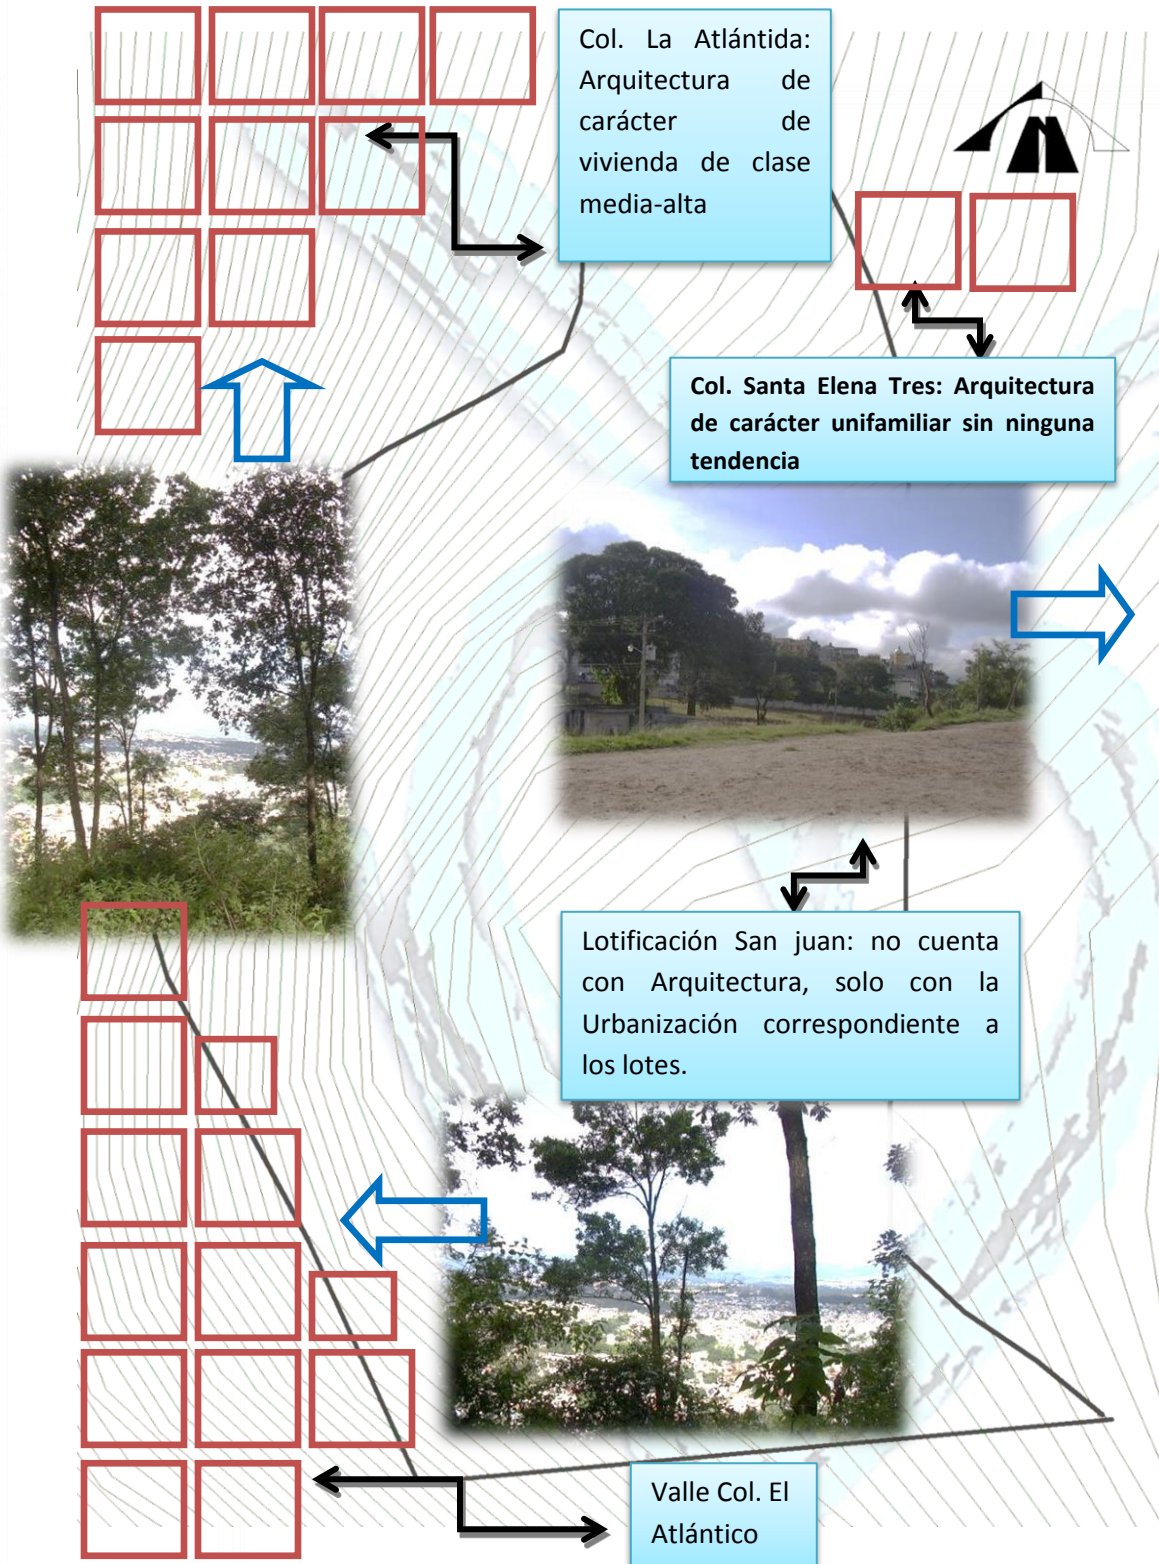 Col. La Atlántida:
Arquitectura de
carácter de
vivienda de clase
media-alta
Col. Santa Elena Tres: Arquitectura
de carácter unifamiliar sin ninguna
tendencia
Lotificación San juan: no cuenta
con Arquitectura, solo con la
Urbanización correspondiente a
los lotes.
Valle Col. El
Atlántico